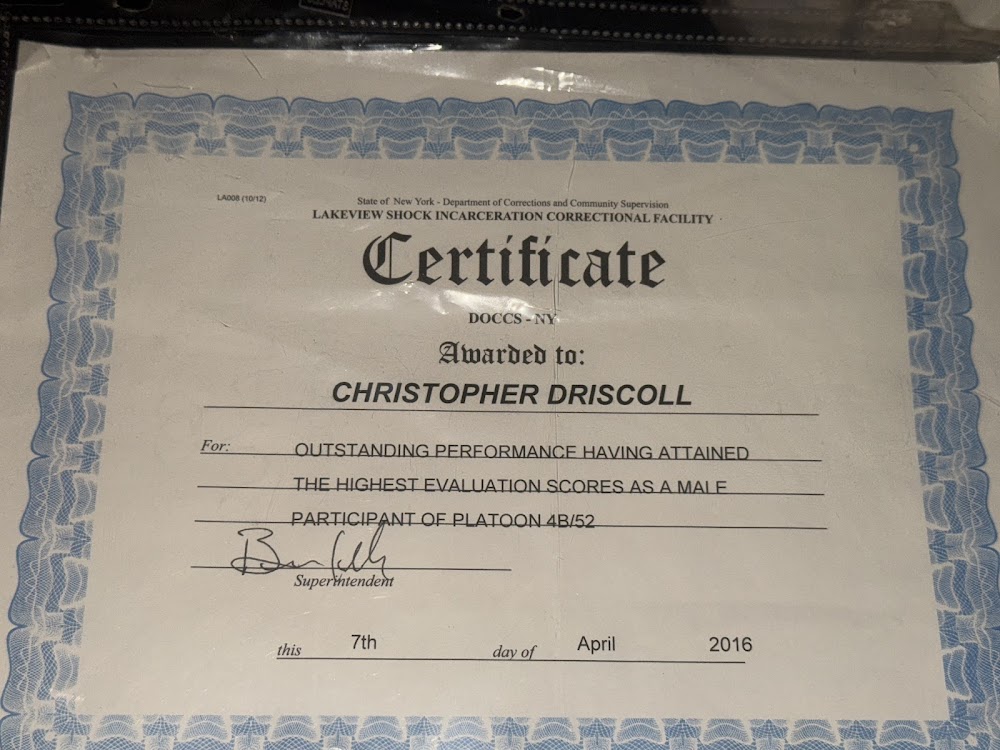 LA008 (10/12)
State of New York - Department of Corrections and Community Supervision
LAKEVIEW SHOCK INCARCERATION CORRECTIONAL FACILITY
Certificate
DOCCS - NY
Awarded to:
CHRISTOPHER DRISCOLL
For: OUTSTANDING PERFORMANCE HAVING ATTAINED
THE HIGHEST EVALUATION SCORES AS A MALE
PARTICIPANT OF PLATOON 4B/52
Superintendent
this 7th day of April 2016